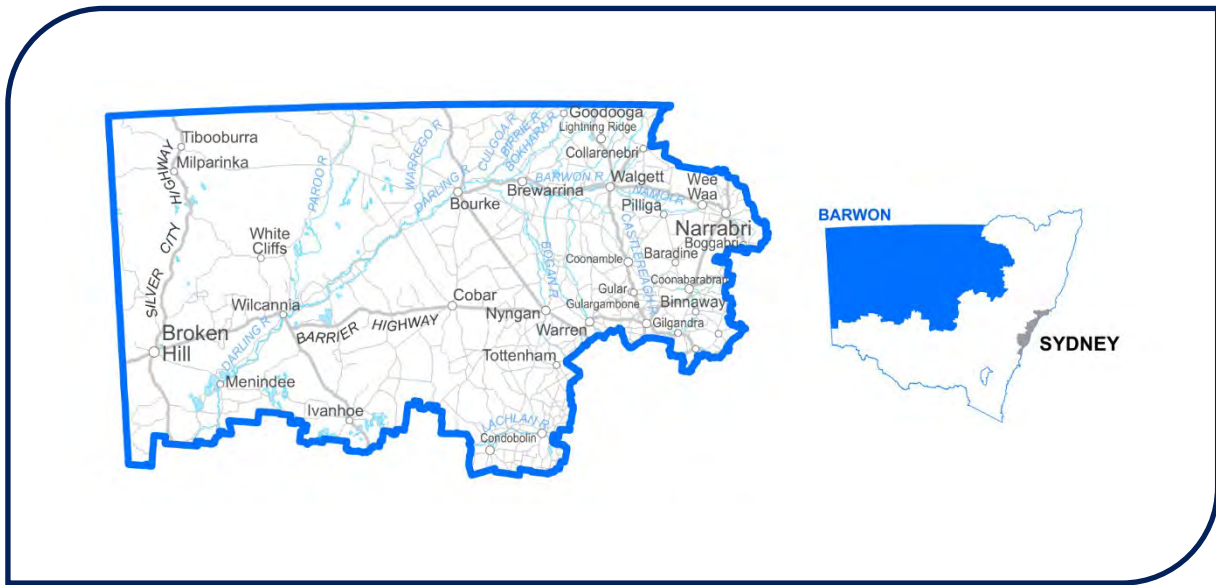 Goodooga
Lightning Ridge
Tibooburra
Collarenebri
Milparinka
SILVER CITY HIGHWAY
PAROO R
WARREGO R
DARLING R
CULGOA R
BIRRIE R
BOKHARA R
BARWON R
Walgett
Wee
Waa
Brewarrina
Bourke
NAMOI R
Pilliga
Narrabri
Boggabri
White
Cliffs
BOGAN R
CASTLEREAGH R
Baradine
Coonamble
Coonabarabran
Gular
Binnaway
Gulargambone
Wilcannia
Cobar
Nyngan
Warren
Gilgandra
Broken
Hill
BARRIER HIGHWAY
DARLING R
Tottenham
Menindee
Ivanhoe
LACHLAN R
Condobolin
BARWON
SYDNEY